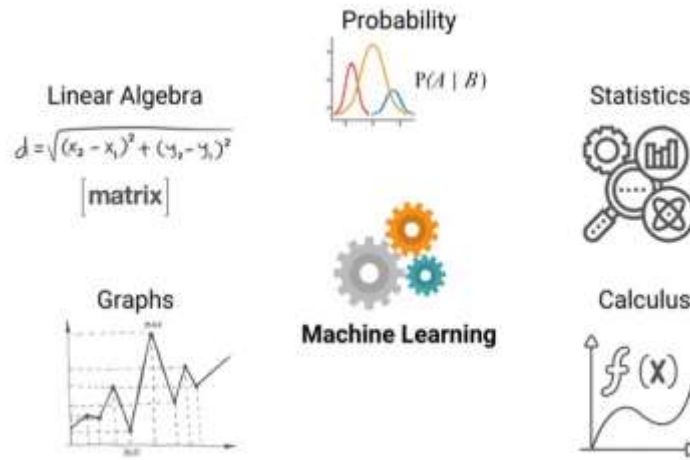 Probability
P(A | B)
Linear Algebra
d = √(x₂ - x₁)² + (y₂ - y₁)²
[matrix]
Statistics
Graphs
Machine Learning
Calculus
f(x)